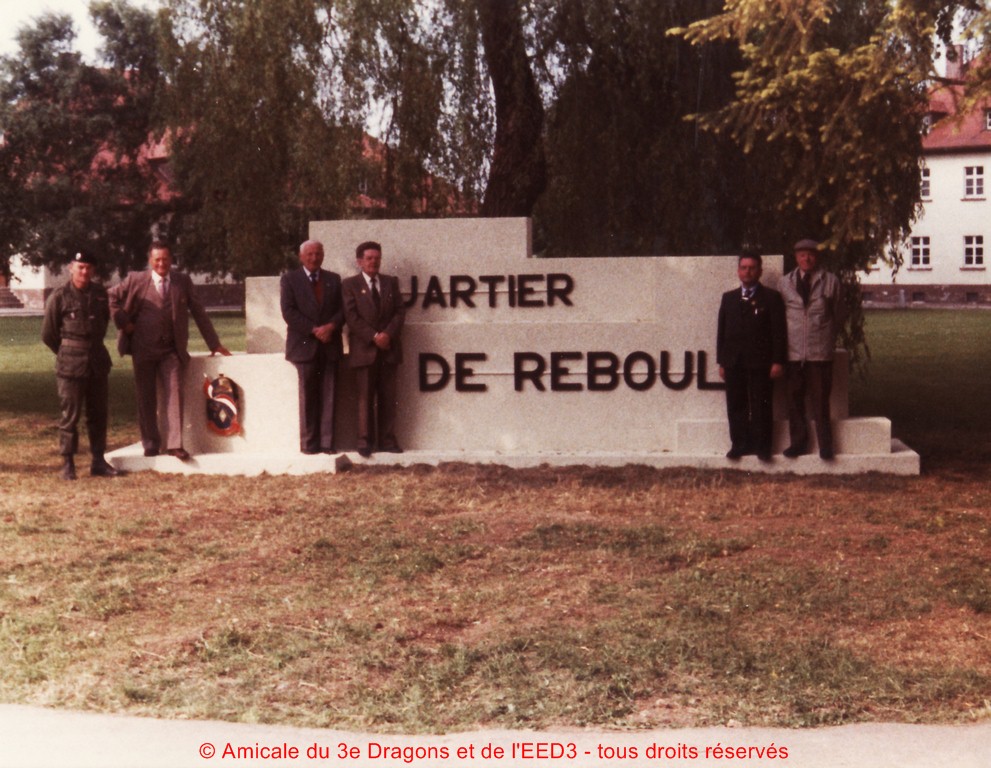 UARTIER
DE REBOUL
© Amicale du 3e Dragons et de l'EED3 - tous droits réservés